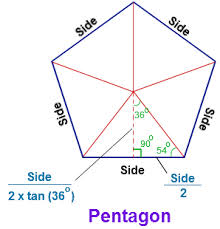 Side
Side
36°
Side
Side
90°
54°
Side
2 x tan (36°)
Side
Side
2
Pentagon